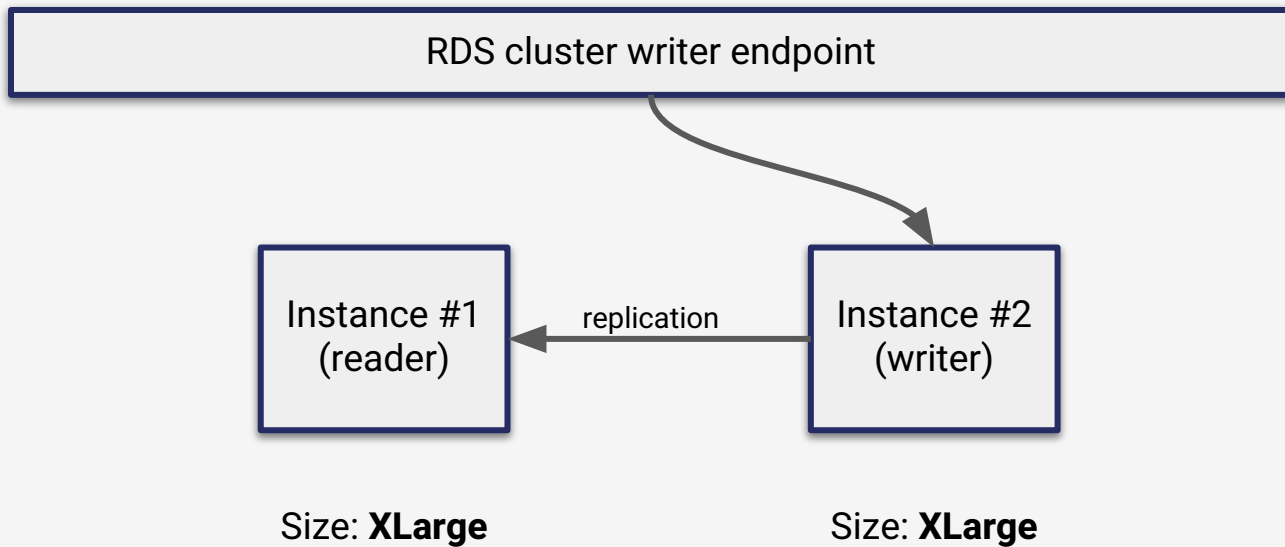 RDS cluster writer endpoint
Instance #1
(reader)
replication
Instance #2
(writer)
Size: XLarge
Size: XLarge